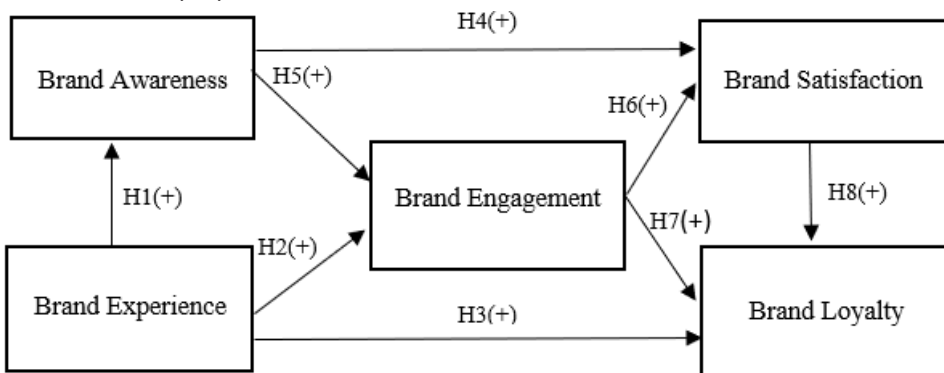 H4(+)
Brand Awareness
H5(+)
Brand Satisfaction
H6(+)
H1(+)
Brand Engagement
H8(+)
H2(+)
H7(+)
Brand Experience
H3(+)
Brand Loyalty